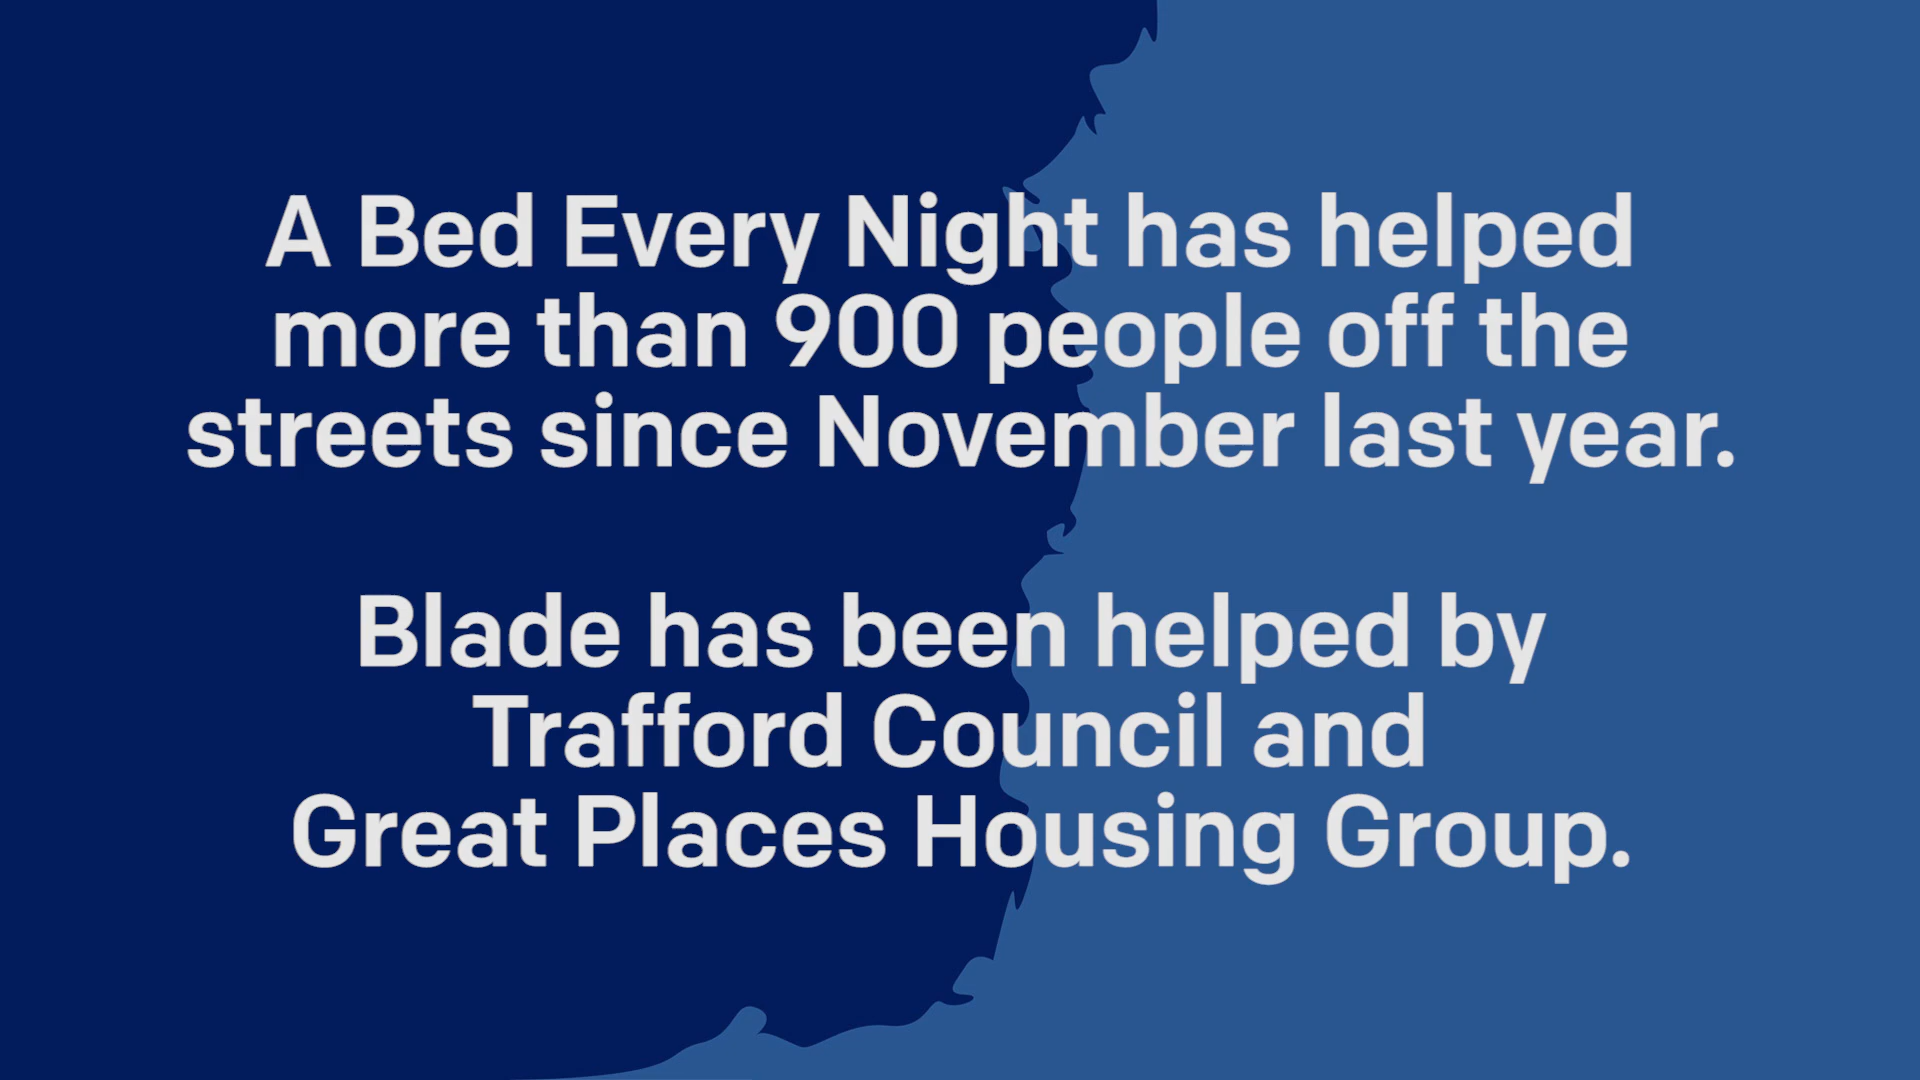 A Bed Every Night has helped
more than 900 people off the
streets since November last year.
Blade has been helped by
Trafford Council and
Great Places Housing Group.